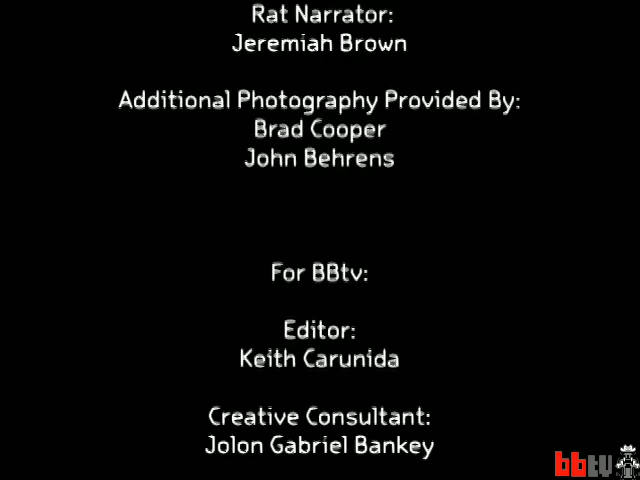 Rat Narrator:
Jeremiah Brown
Additional Photography Provided By:
Brad Cooper
John Behrens
For BBtv:
Editor:
Keith Carunida
Creative Consultant:
Jolon Gabriel Bankey
bbtv